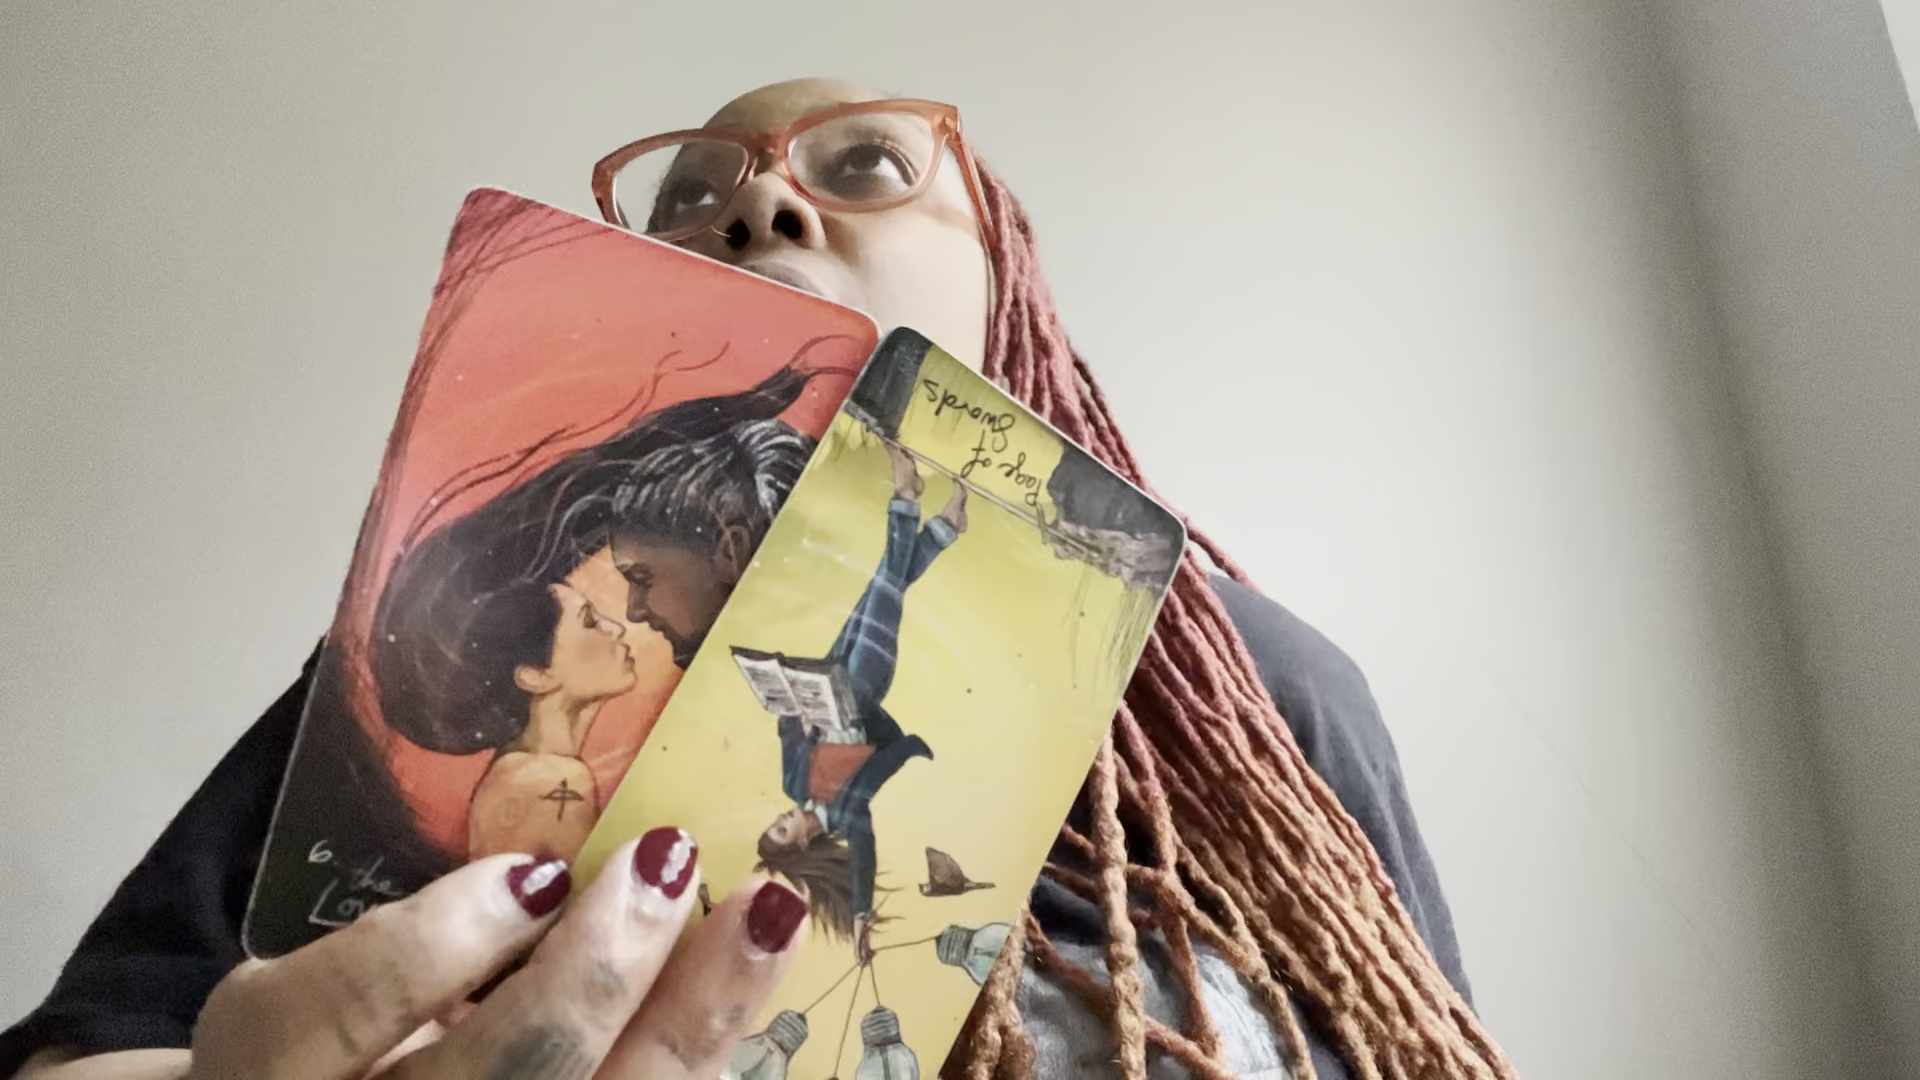 6. the
Page of
Swords